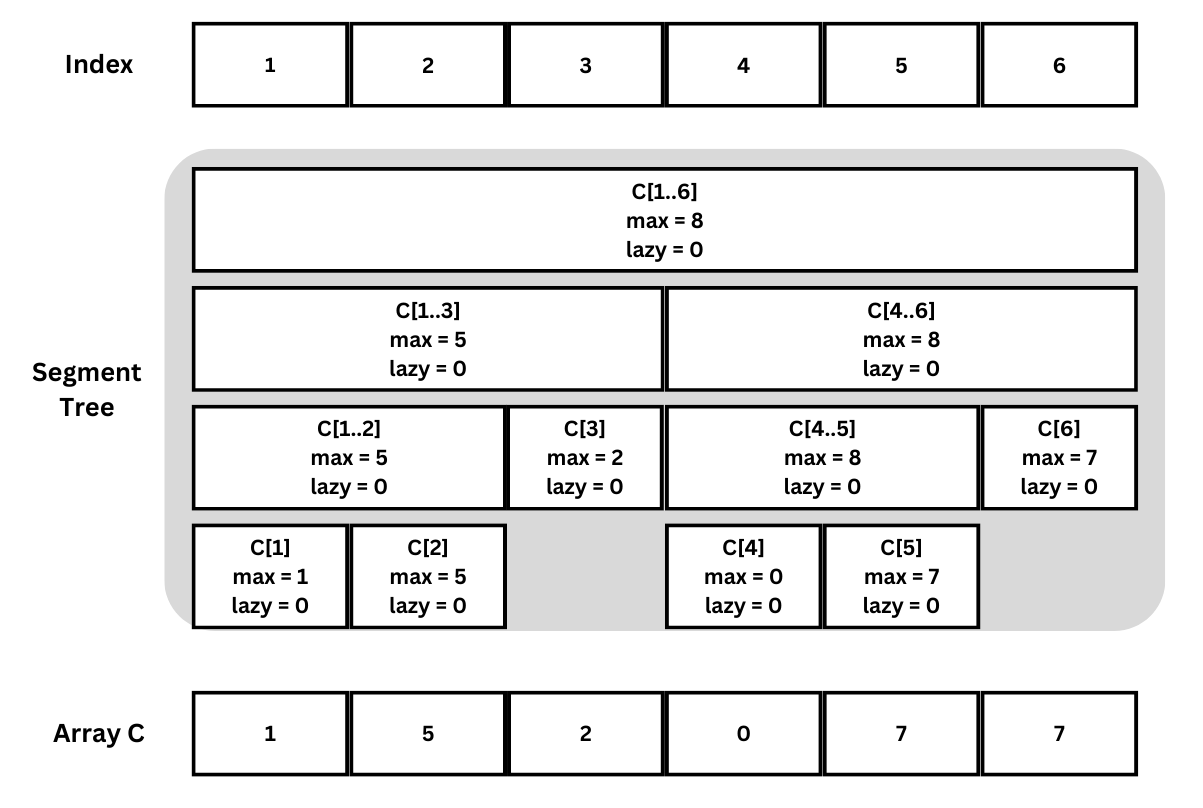 Index
1
2
3
4
5
6
Segment
Tree
C[1..6]
max = 8
lazy = 0
C[1..3]
max = 5
lazy = 0
C[4..6]
max = 8
lazy = 0
C[1..2]
max = 5
lazy = 0
C[3]
max = 2
lazy = 0
C[4..5]
max = 8
lazy = 0
C[6]
max = 7
lazy = 0
C[1]
max = 1
lazy = 0
C[2]
max = 5
lazy = 0
C[4]
max = 0
lazy = 0
C[5]
max = 7
lazy = 0
Array C
1
5
2
0
7
7